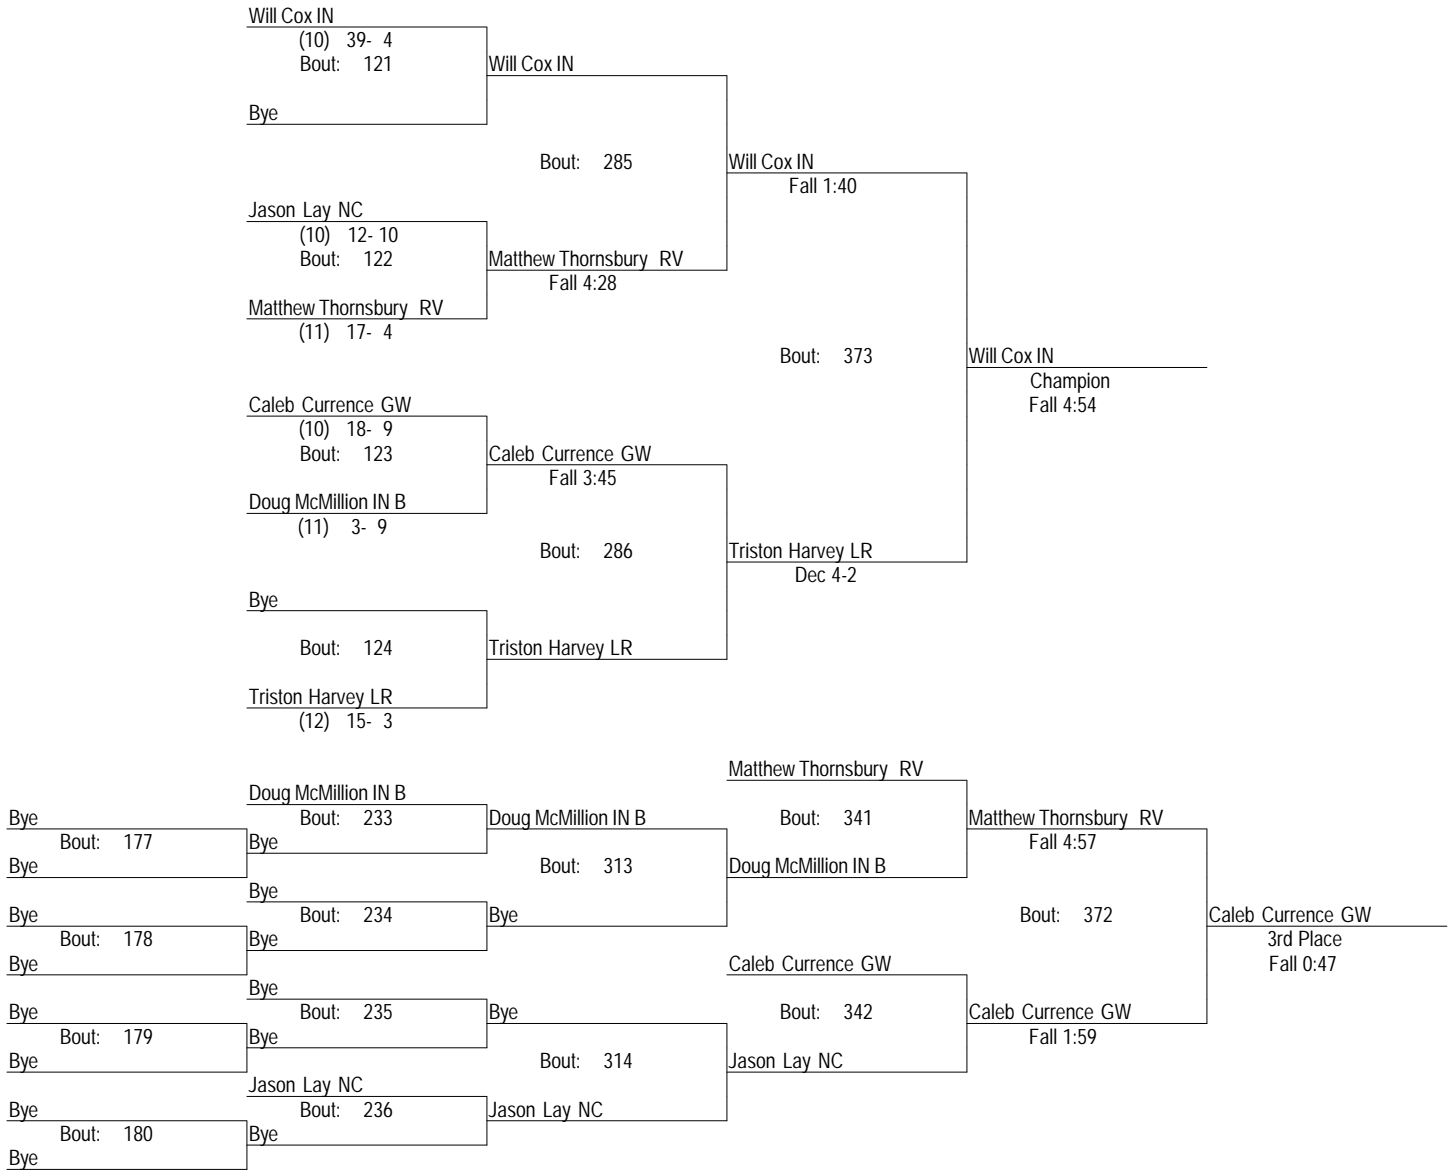 Will Cox IN
(10) 39- 4
Bout: 121
Will Cox IN
Bye
Bout: 285
Will Cox IN
Fall 1:40
Jason Lay NC
(10) 12- 10
Bout: 122
Matthew Thornsbury RV
Fall 4:28
Matthew Thornsbury RV
(11) 17- 4
Bout: 373
Will Cox IN
Champion
Fall 4:54
Caleb Currence GW
(10) 18- 9
Bout: 123
Caleb Currence GW
Fall 3:45
Doug McMillion IN B
(11) 3- 9
Bout: 286
Triston Harvey LR
Dec 4-2
Bye
Bout: 124
Triston Harvey LR
Triston Harvey LR
(12) 15- 3
Matthew Thornsbury RV
Doug McMillion IN B
Bye
Bout: 233
Doug McMillion IN B
Bout: 341
Matthew Thornsbury RV
Bout: 177
Bye
Fall 4:57
Bye
Bout: 313
Doug McMillion IN B
Bye
Bye
Bout: 234
Bye
Bout: 372
Caleb Currence GW
Bout: 178
Bye
3rd Place
Bye
Caleb Currence GW
Fall 0:47
Bye
Bye
Bout: 235
Bye
Bout: 342
Caleb Currence GW
Bout: 179
Bye
Fall 1:59
Bye
Bout: 314
Jason Lay NC
Jason Lay NC
Bye
Bout: 236
Jason Lay NC
Bout: 180
Bye
Bye